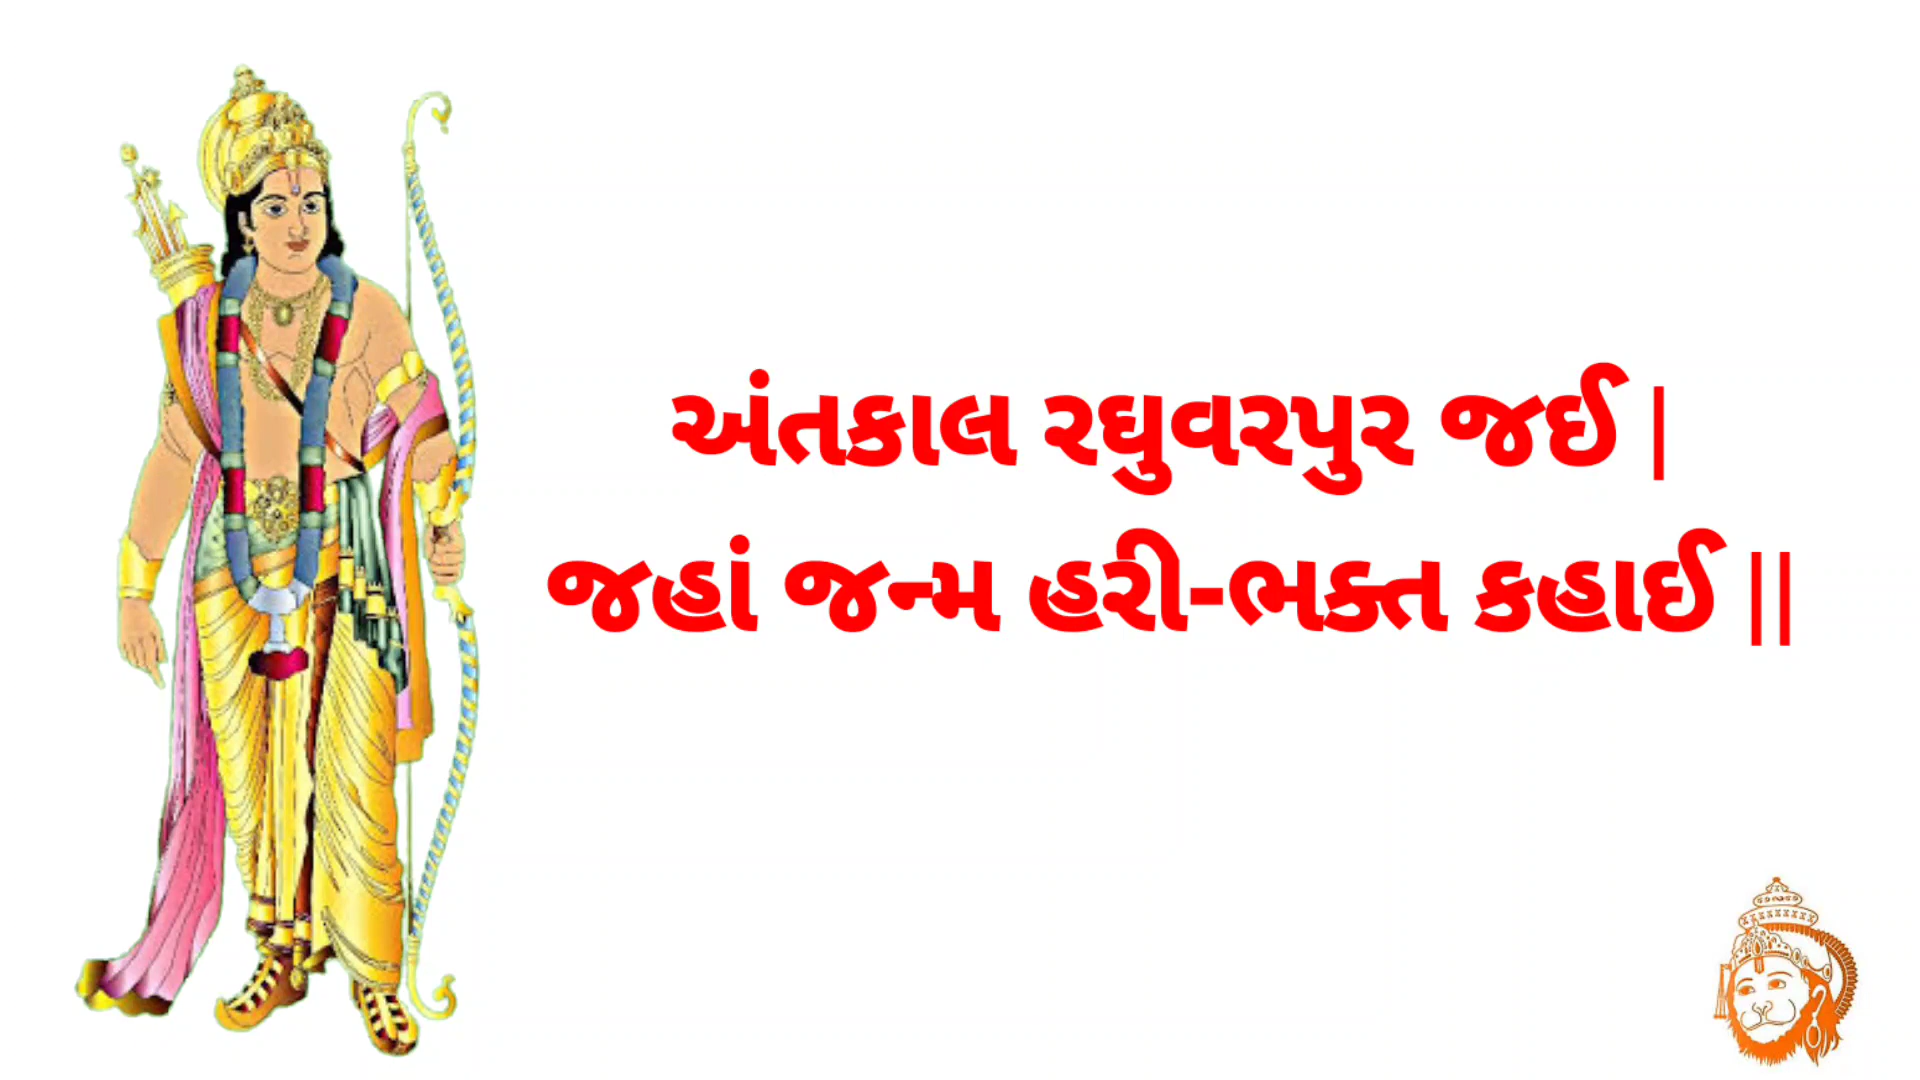 અંતકાલ રઘુવરપુર જઈ |
જહાં જન્મ હરી-ભક્ત કહાઈ ||